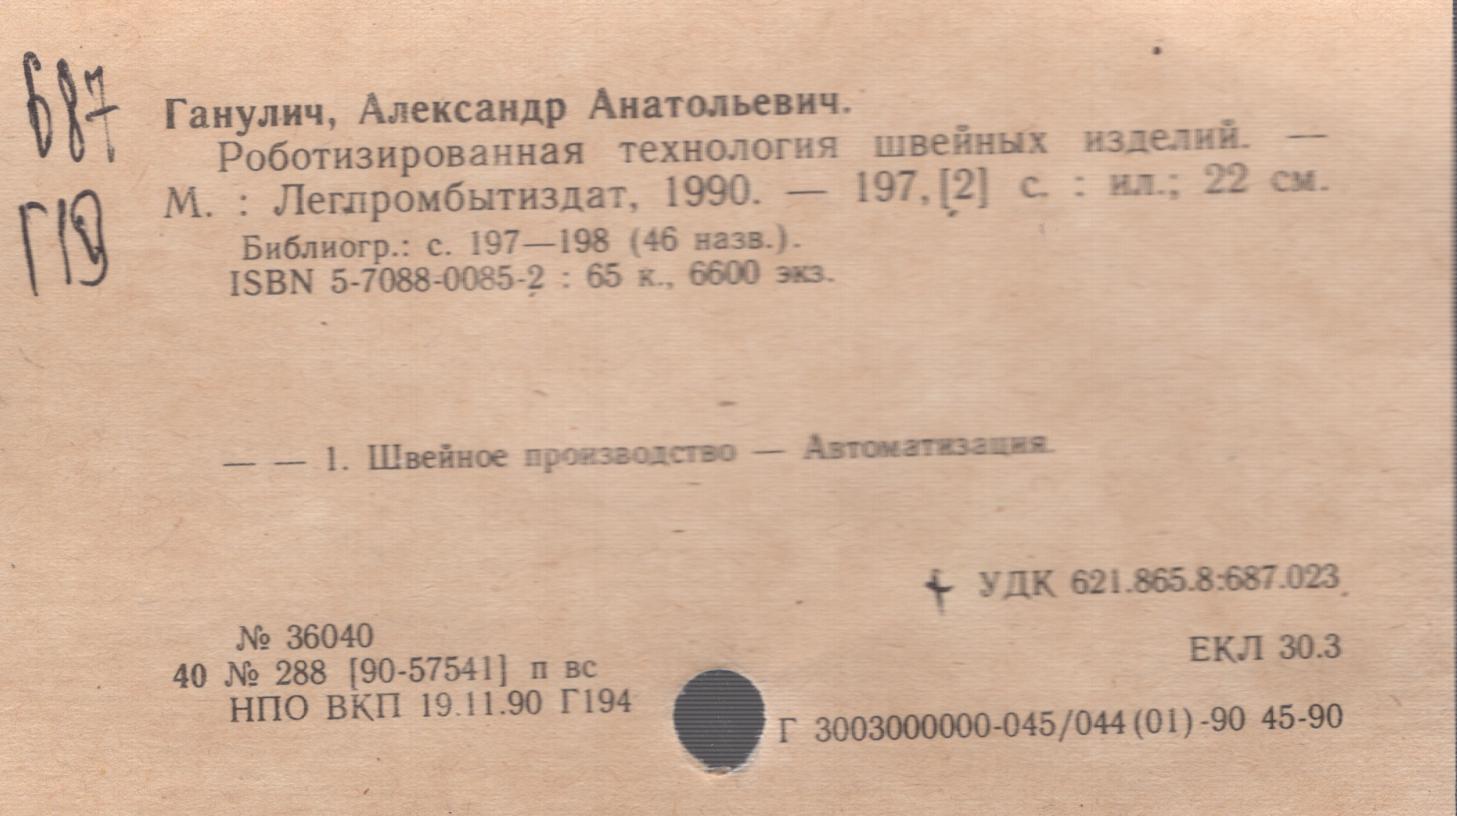 687
Г19
Ганулич, Александр Анатольевич.
Роботизированная технология швейных изделий. —
М. : Легпромбытиздат, 1990. — 197,[2] с. : ил.; 22 см.
Библиогр.: с. 197—198 (46 назв.).
ISBN 5-7088-0085-2 : 65 к., 6600 экз.
— — 1. Швейное производство — Автоматизация.
+ УДК 621.865.8:687.023
№ 36040
ЕКЛ 30.3
40 № 288 [90-57541] п вс
НПО ВКП 19.11.90 Г194
Г 3003000000-045/044(01)-90 45-90